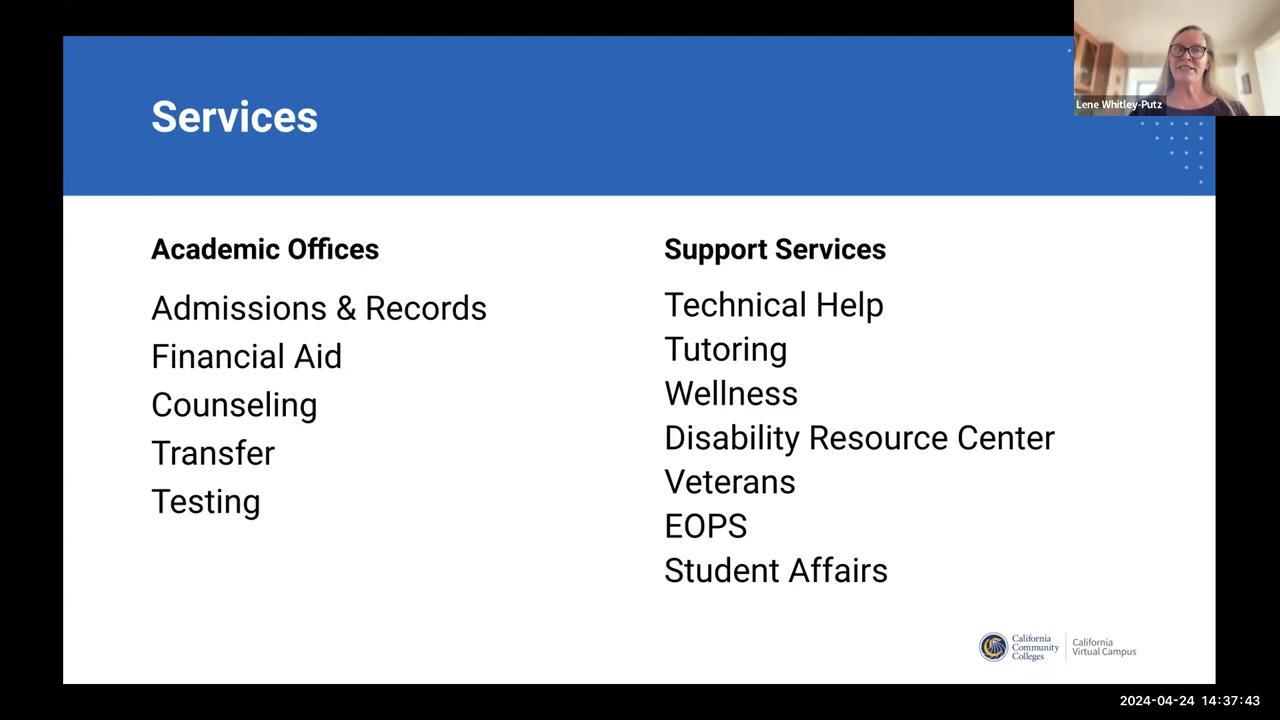 Lene Whitley-Putz
Services
Academic Offices
Admissions & Records
Financial Aid
Counseling
Transfer
Testing
Support Services
Technical Help
Tutoring
Wellness
Disability Resource Center
Veterans
EOPS
Student Affairs
California
Community
Colleges
California
Virtual Campus
2024-04-24 14:37:43